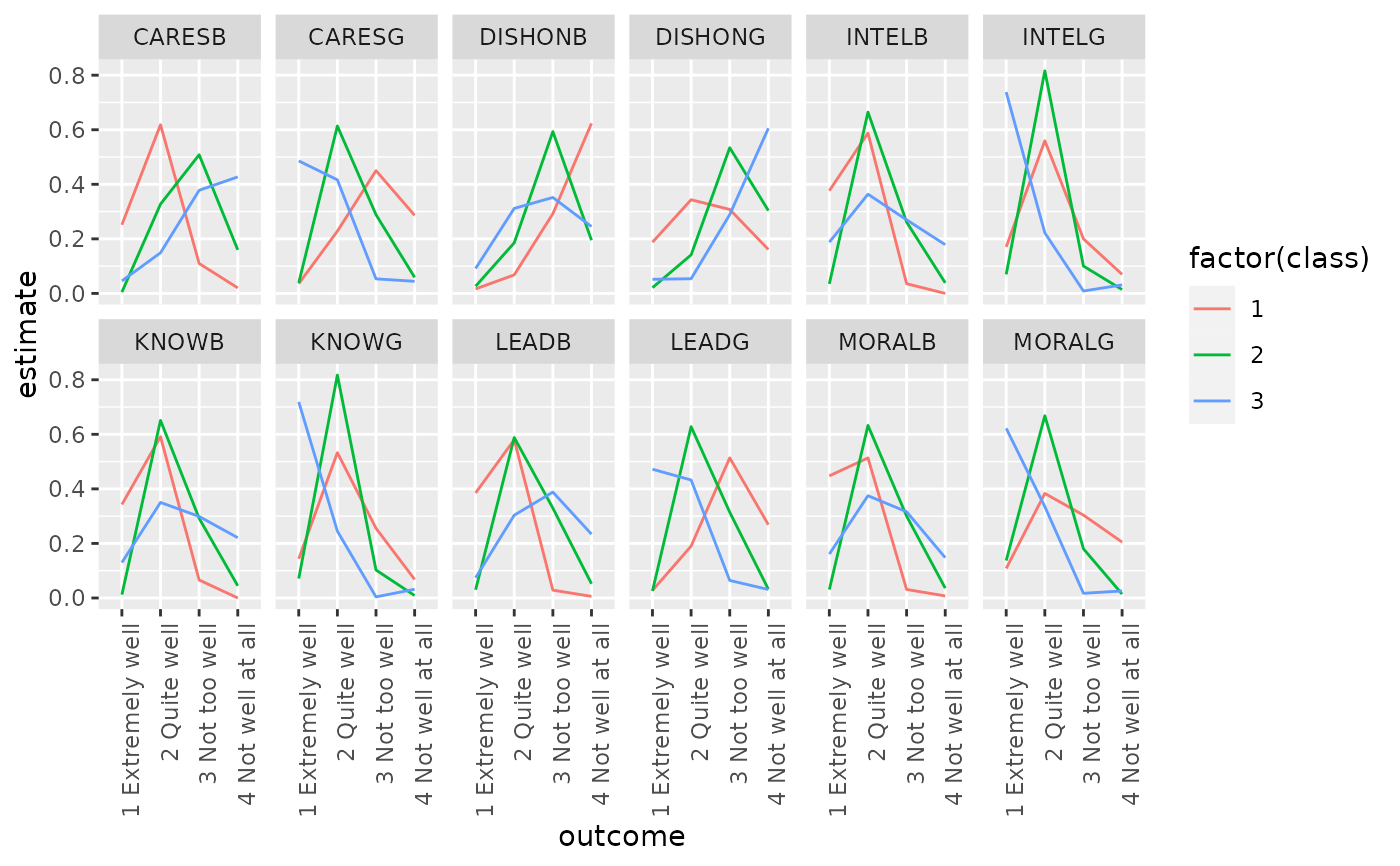 CARESB CARESG DISHONB DISHONG INTELB INTELG
0.8
0.6
0.4
0.2
0.0
KNOWB KNOWG LEADB LEADG MORALB MORALG
0.8
0.6
0.4
0.2
0.0
estimate
1 Extremely well
2 Quite well
3 Not too well
4 Not well at all
1 Extremely well
2 Quite well
3 Not too well
4 Not well at all
1 Extremely well
2 Quite well
3 Not too well
4 Not well at all
1 Extremely well
2 Quite well
3 Not too well
4 Not well at all
1 Extremely well
2 Quite well
3 Not too well
4 Not well at all
1 Extremely well
2 Quite well
3 Not too well
4 Not well at all
outcome
factor(class)
1
2
3